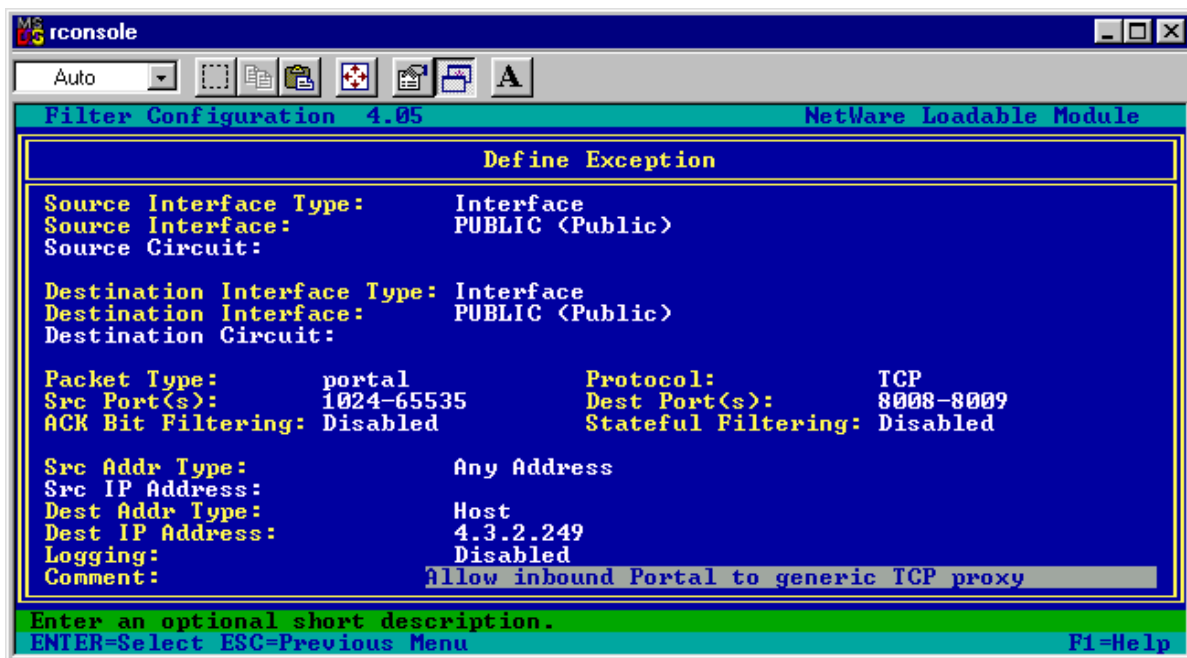 rconsole
Auto
A
Filter Configuration 4.05 NetWare Loadable Module
Define Exception
Source Interface Type: Interface
Source Interface: PUBLIC (Public)
Source Circuit:
Destination Interface Type: Interface
Destination Interface: PUBLIC (Public)
Destination Circuit:
Packet Type: portal Protocol: TCP
Src Port(s): 1024-65535 Dest Port(s): 8008-8009
ACK Bit Filtering: Disabled Stateful Filtering: Disabled
Src Addr Type: Any Address
Src IP Address:
Dest Addr Type: Host
Dest IP Address: 4.3.2.249
Logging: Disabled
Comment: Allow inbound Portal to generic TCP proxy
Enter an optional short description.
ENTER=Select ESC=Previous Menu F1=Help